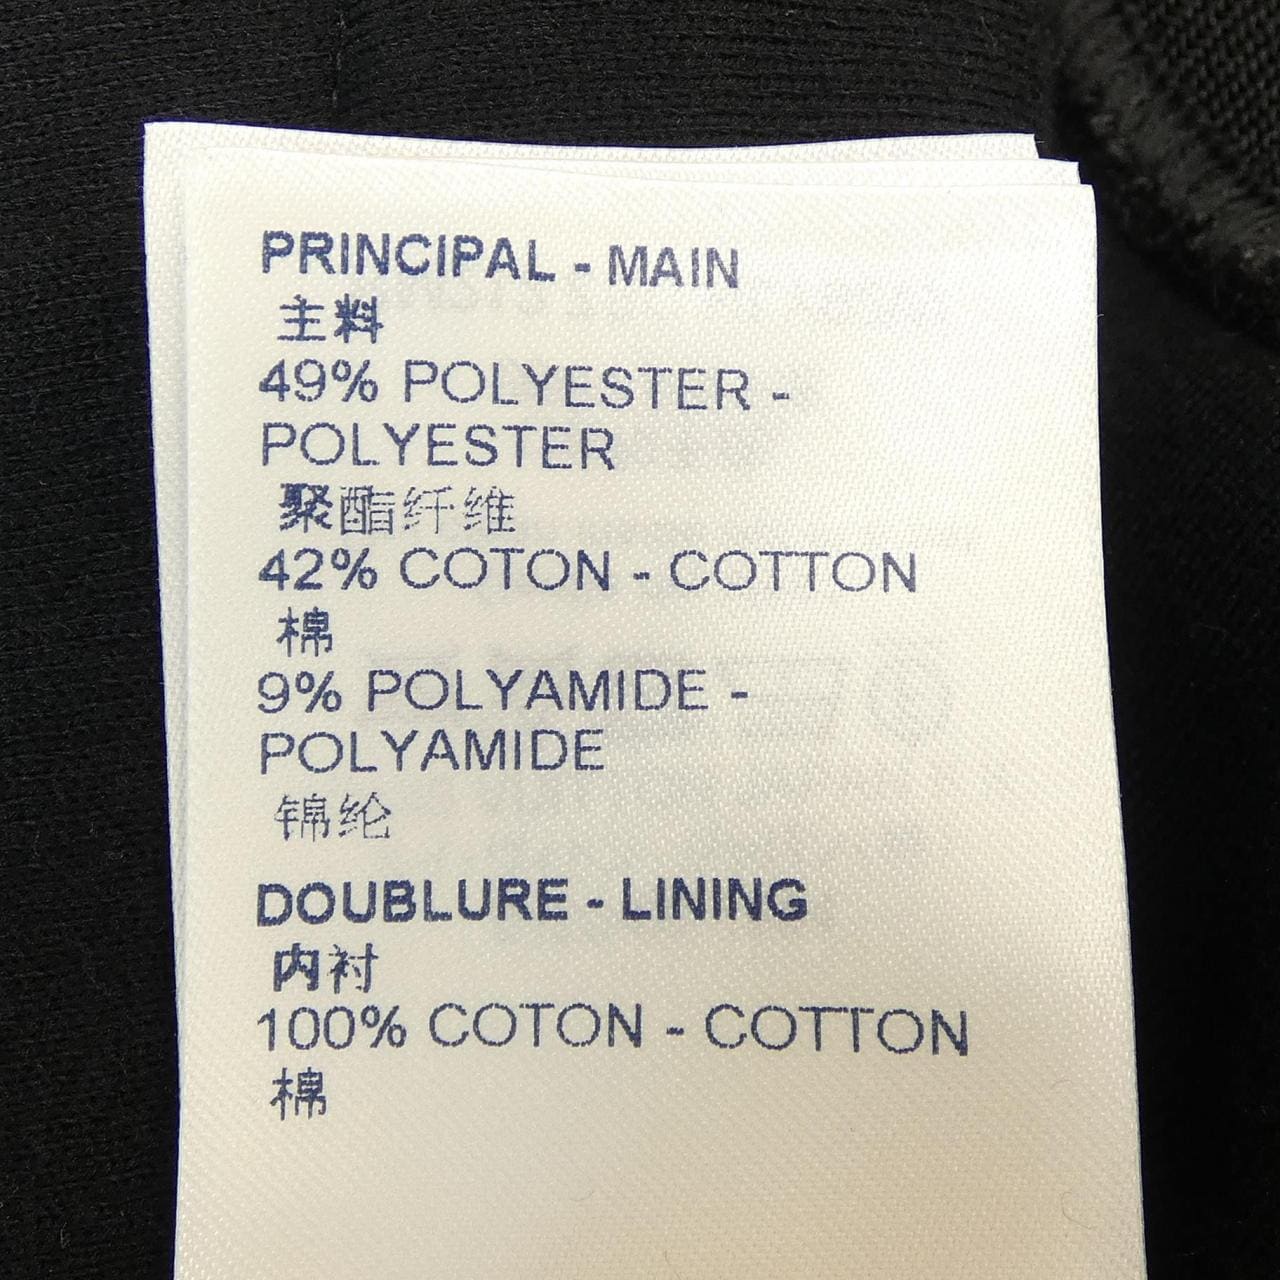 PRINCIPAL - MAIN
主料
49% POLYESTER -
POLYESTER
聚酯纤维
42% COTON - COTTON
棉
9% POLYAMIDE -
POLYAMIDE
锦纶
DOUBLURE - LINING
内衬
100% COTON - COTTON
棉